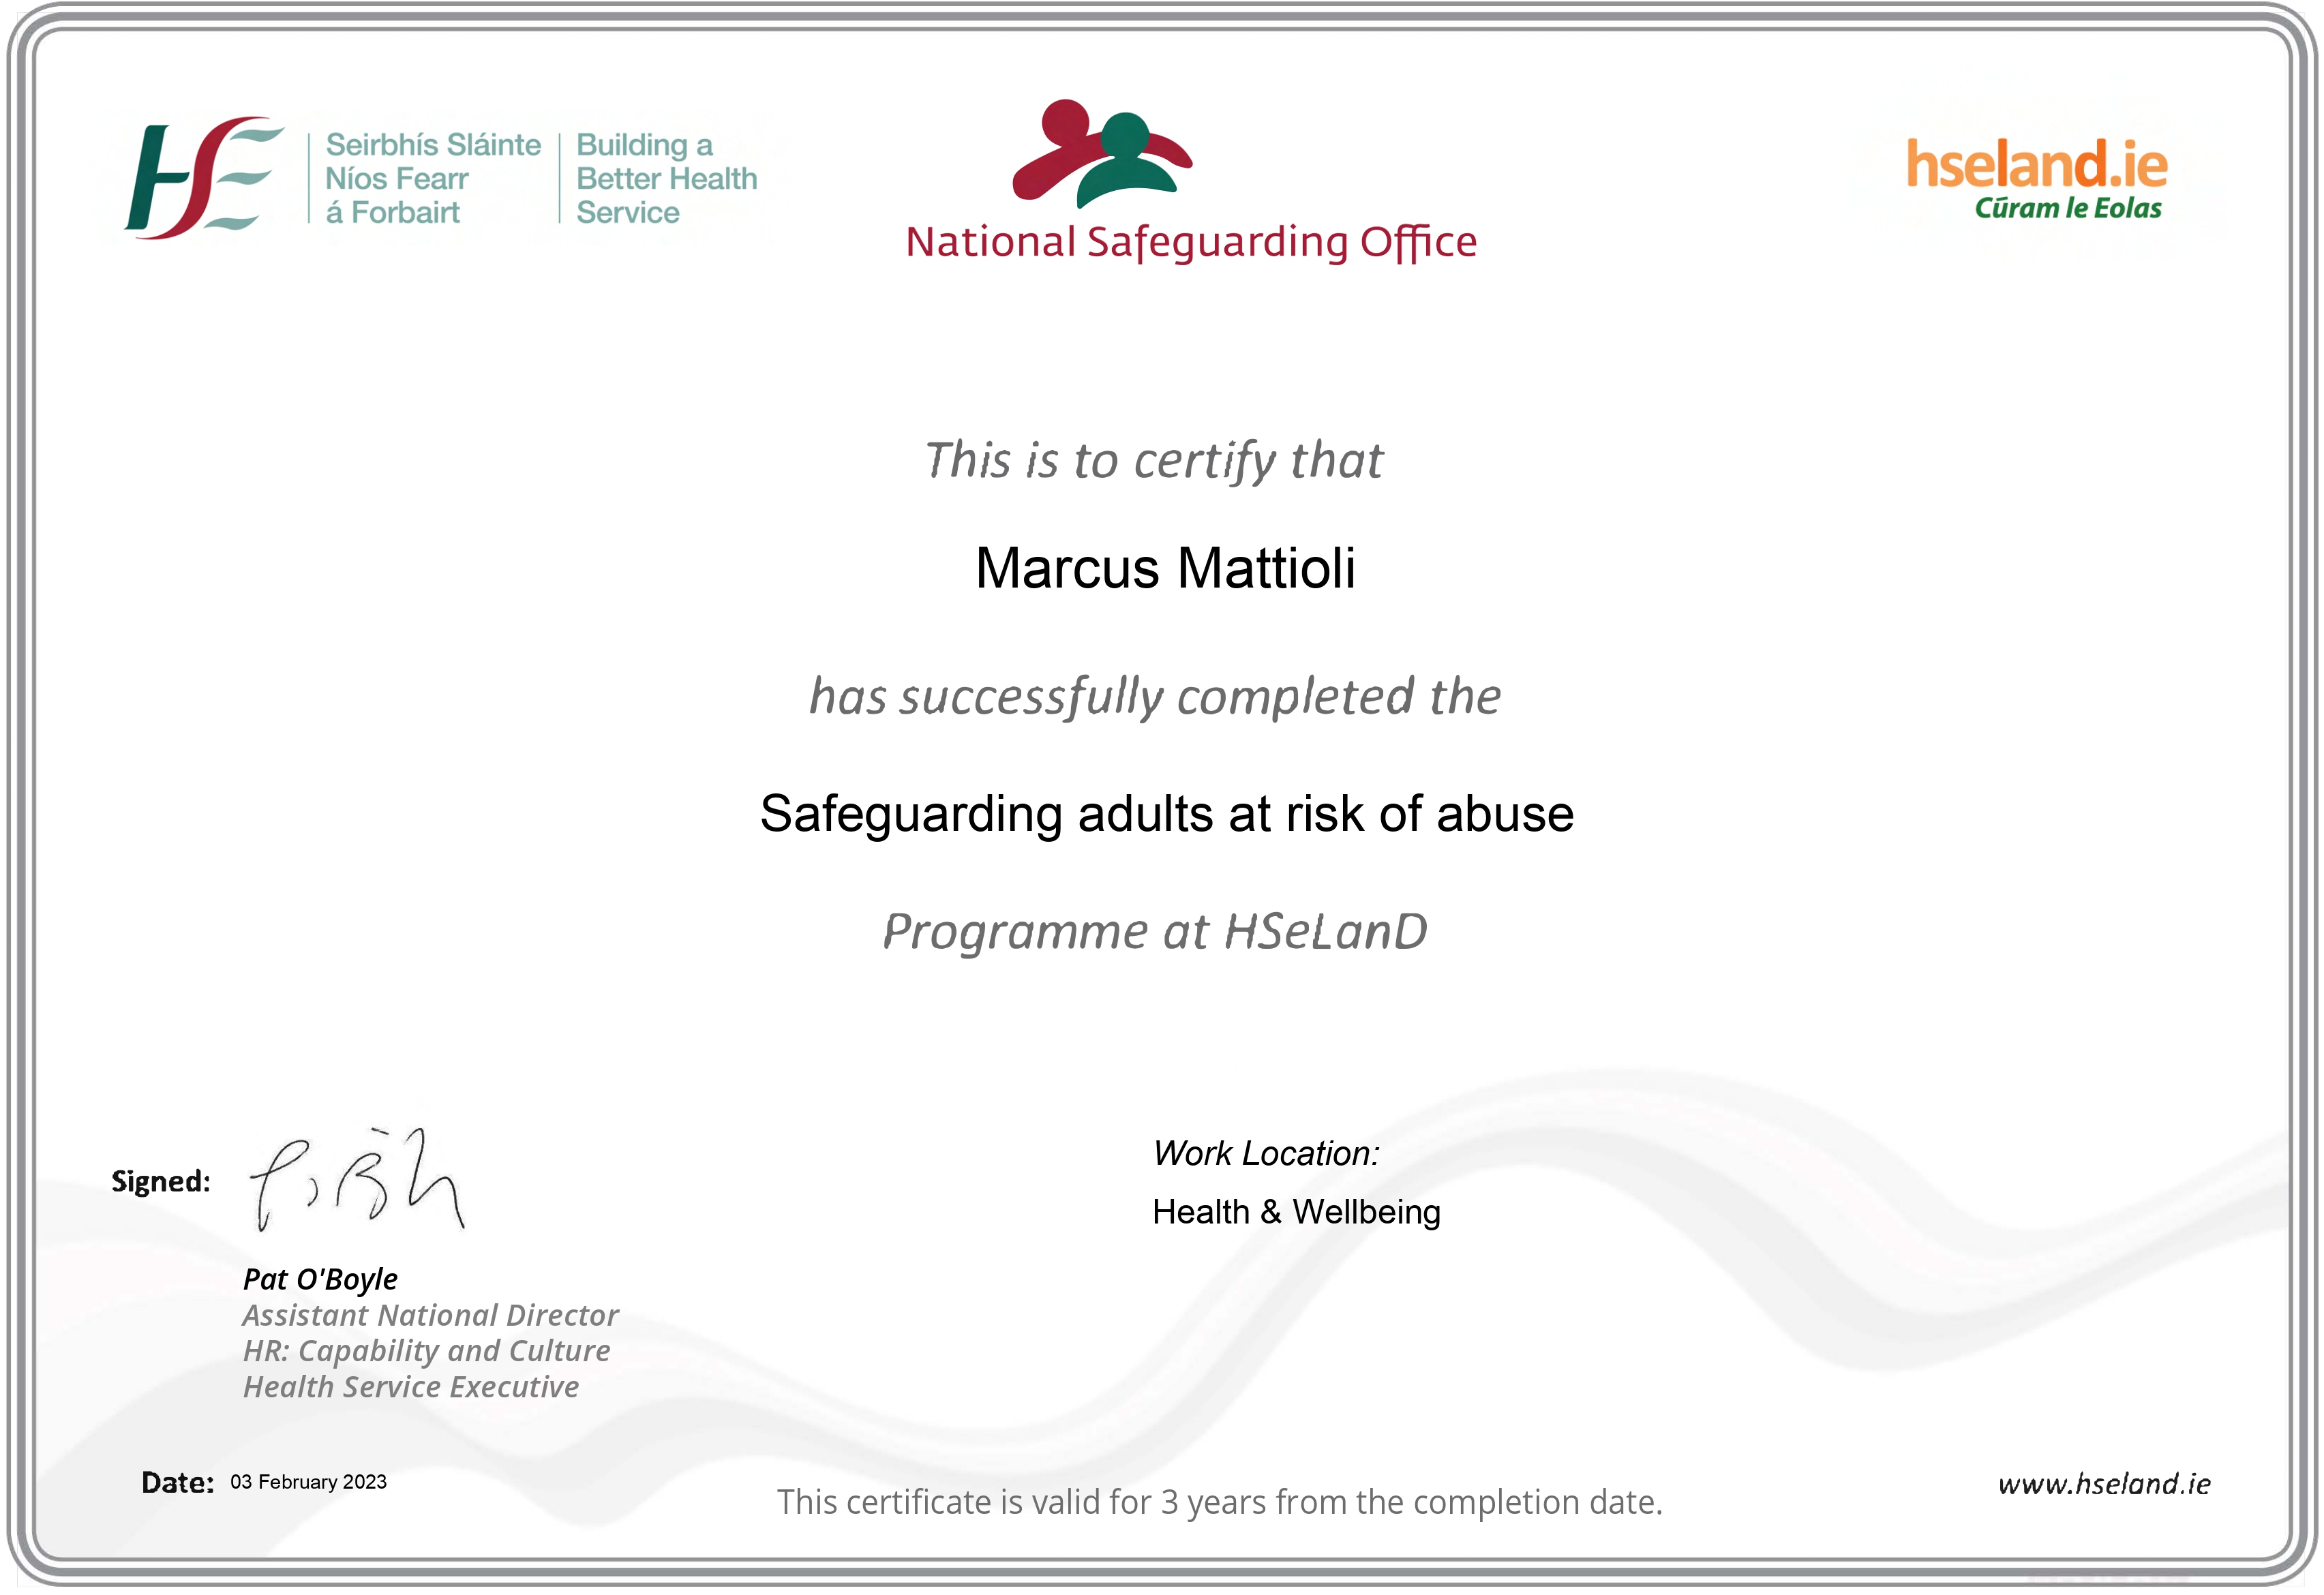 HSE
Seirbhís Sláinte
Níos Fearr
á Forbairt
Building a
Better Health
Service
National Safeguarding Office
hseland.ie
Cúram le Eolas
This is to certify that
Marcus Mattioli
has successfully completed the
Safeguarding adults at risk of abuse
Programme at HSeLanD
Signed:
Pat O'Boyle
Assistant National Director
HR: Capability and Culture
Health Service Executive
Work Location:
Health & Wellbeing
Date: 03 February 2023
This certificate is valid for 3 years from the completion date.
www.hseland.ie